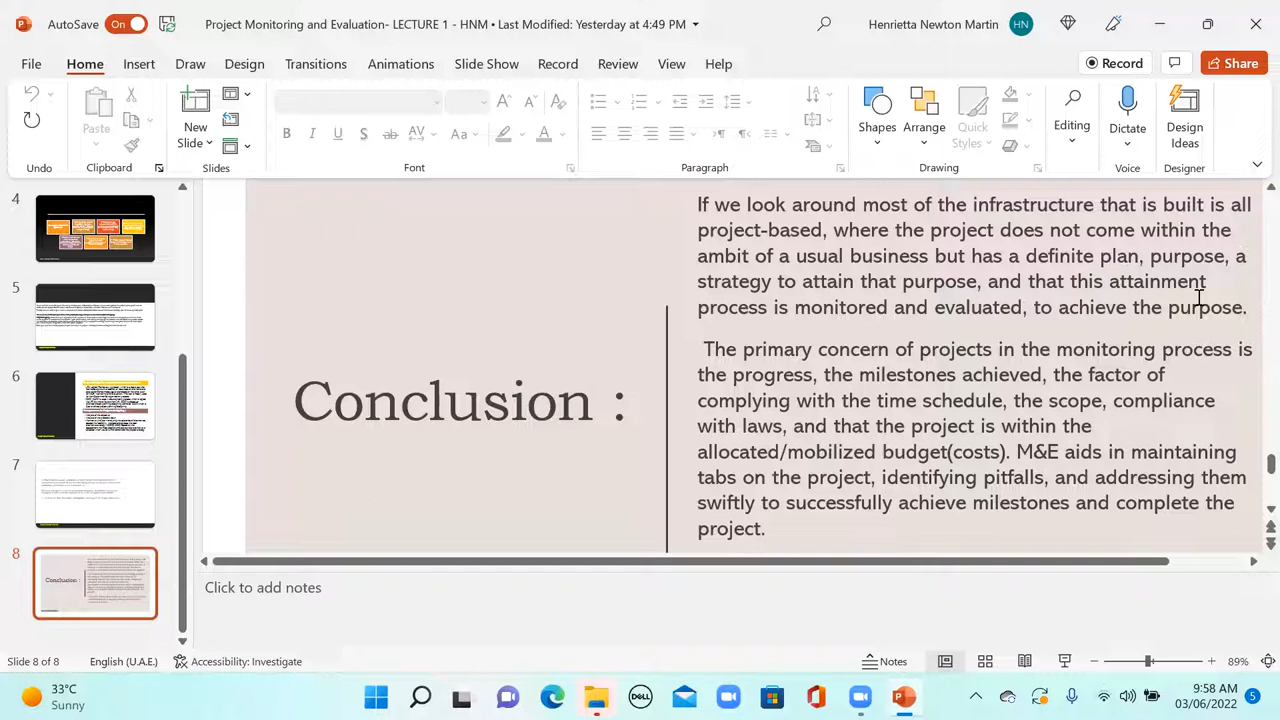 AutoSave On Project Monitoring and Evaluation- LECTURE 1 - HNM • Last Modified: Yesterday at 4:49 PM Henrietta Newton Martin HN
File Home Insert Draw Design Transitions Animations Slide Show Record Review View Help Record Share
Paste New Slide Aa Shapes Arrange Quick Styles Editing Dictate Design Ideas
Undo Clipboard Slides Font Paragraph Drawing Voice Designer
4
5
6
7
8
If we look around most of the infrastructure that is built is all
project-based, where the project does not come within the
ambit of a usual business but has a definite plan, purpose, a
strategy to attain that purpose, and that this attainment
process is monitored and evaluated, to achieve the purpose.
The primary concern of projects in the monitoring process is
the progress, the milestones achieved, the factor of
complying with the time schedule, the scope, compliance
with laws, and that the project is within the
allocated/mobilized budget(costs). M&E aids in maintaining
tabs on the project, identifying pitfalls, and addressing them
swiftly to successfully achieve milestones and complete the
project.
Conclusion :
Click to add notes
Slide 8 of 8 English (U.A.E.) Accessibility: Investigate Notes 89%
33°C
Sunny
DELL
9:58 AM
03/06/2022
5